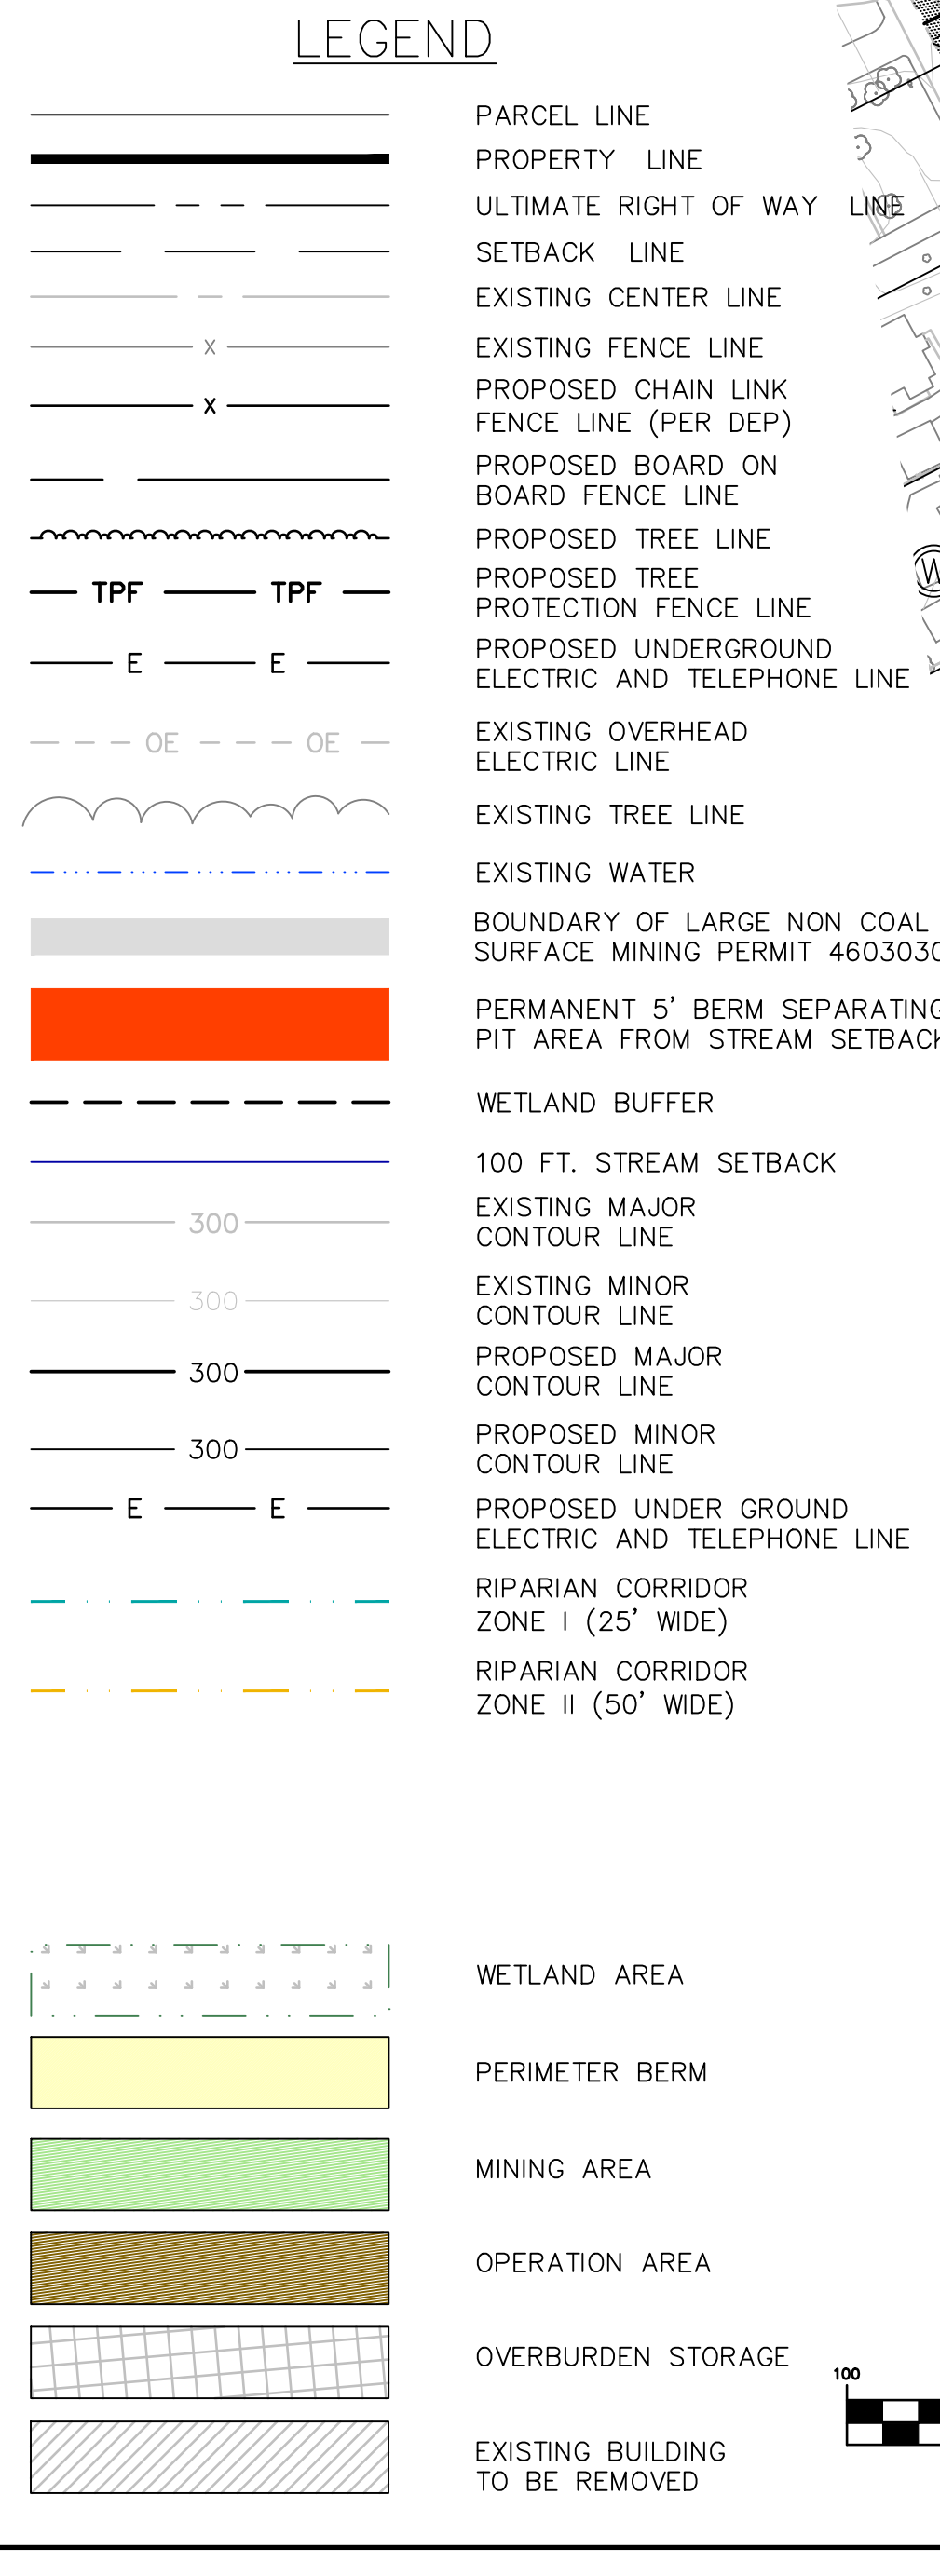 LEGEND
PARCEL LINE
PROPERTY LINE
ULTIMATE RIGHT OF WAY LINE
SETBACK LINE
EXISTING CENTER LINE
X EXISTING FENCE LINE
PROPOSED CHAIN LINK
X
FENCE LINE (PER DEP)
PROPOSED BOARD ON
BOARD FENCE LINE
PROPOSED TREE LINE
W
TPF TPF PROPOSED TREE
PROTECTION FENCE LINE
E E PROPOSED UNDERGROUND
ELECTRIC AND TELEPHONE LINE
OE OE EXISTING OVERHEAD
ELECTRIC LINE
EXISTING TREE LINE
EXISTING WATER
BOUNDARY OF LARGE NON COAL
SURFACE MINING PERMIT 4603030
PERMANENT 5' BERM SEPARATING
PIT AREA FROM STREAM SETBACK
WETLAND BUFFER
100 FT. STREAM SETBACK
300 EXISTING MAJOR
CONTOUR LINE
300 EXISTING MINOR
CONTOUR LINE
300 PROPOSED MAJOR
CONTOUR LINE
300 PROPOSED MINOR
CONTOUR LINE
E E PROPOSED UNDER GROUND
ELECTRIC AND TELEPHONE LINE
RIPARIAN CORRIDOR
ZONE I (25' WIDE)
RIPARIAN CORRIDOR
ZONE II (50' WIDE)
WETLAND AREA
PERIMETER BERM
MINING AREA
OPERATION AREA
OVERBURDEN STORAGE
100
EXISTING BUILDING
TO BE REMOVED